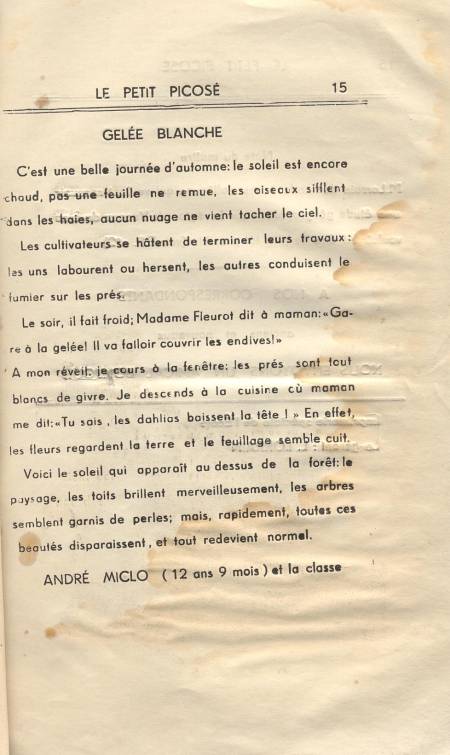 LE PETIT PICOSÉ 15
GELÉE BLANCHE
C'est une belle journée d'automne: le soleil est encore
chaud, pas une feuille ne remue, les oiseaux sifflent
dans les haies, aucun nuage ne vient tacher le ciel.
Les cultivateurs se hâtent de terminer leurs travaux :
les uns labourent ou hersent, les autres conduisent le
fumier sur les prés.
Le soir, il fait froid; Madame Fleurot dit à maman:«Ga-
re à la gelée! Il va falloir couvrir les endives!»
A mon réveil, je cours à la fenêtre: les prés sont tout
blancs de givre. Je descends à la cuisine où maman
me dit:«Tu sais, les dahlias baissent la tête ! » En effet,
les fleurs regardent la terre et le feuillage semble cuit.
Voici le soleil qui apparaît au dessus de la forêt: le
paysage, les toits brillent merveilleusement, les arbres
semblent garnis de perles; mais, rapidement, toutes ces
beautés disparaissent, et tout redevient normal.
ANDRÉ MICLO (12 ans 9 mois) et la classe